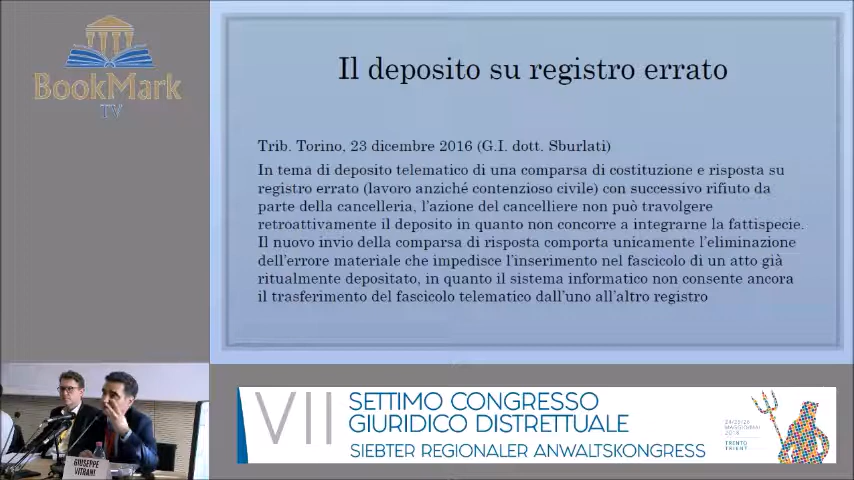 BookMark
TV
Il deposito su registro errato
Trib. Torino, 23 dicembre 2016 (G.I. dott. Sburlati)
In tema di deposito telematico di una comparsa di costituzione e risposta su
registro errato (lavoro anziché contenzioso civile) con successivo rifiuto da
parte della cancelleria, l'azione del cancelliere non può travolgere
retroattivamente il deposito in quanto non concorre a integrarne la fattispecie.
Il nuovo invio della comparsa di risposta comporta unicamente l'eliminazione
dell'errore materiale che impedisce l'inserimento nel fascicolo di un atto già
ritualmente depositato, in quanto il sistema informatico non consente ancora
il trasferimento del fascicolo telematico dall'uno all'altro registro
GIUSEPPE
VITRANI
VII
SETTIMO CONGRESSO
GIURIDICO DISTRETTUALE
SIEBTER REGIONALER ANWALTSKONGRESS
TRENTO
TRIENT